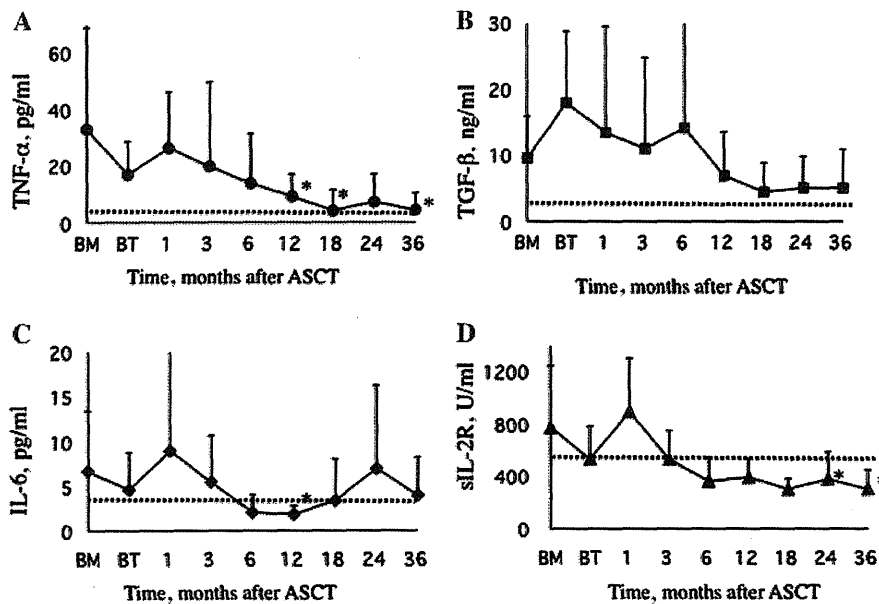 A
TNF-α, pg/ml
60
40
20
0
*
*
*
BM BT 1 3 6 12 18 24 36
Time, months after ASCT
B
TGF-β, ng/ml
30
20
10
0
BM BT 1 3 6 12 18 24 36
Time, months after ASCT
C
IL-6, pg/ml
20
15
10
5
0
*
BM BT 1 3 6 12 18 24 36
Time, months after ASCT
D
sIL-2R, U/ml
1200
800
400
0
*
*
BM BT 1 3 6 12 18 24 36
Time, months after ASCT